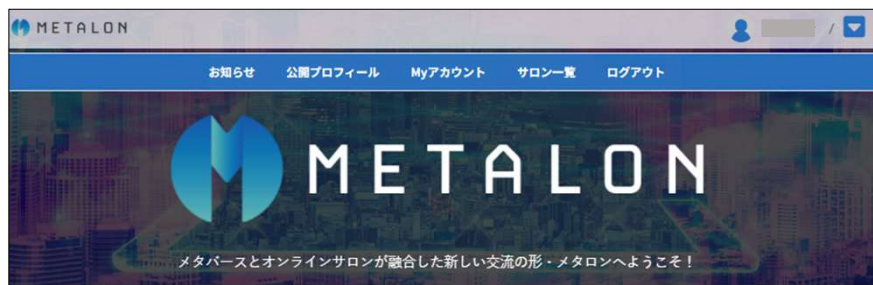 METALON
/
お知らせ 公開プロフィール Myアカウント サロン一覧 ログアウト
METALON
メタバースとオンラインサロンが融合した新しい交流の形・メタロンへようこそ！